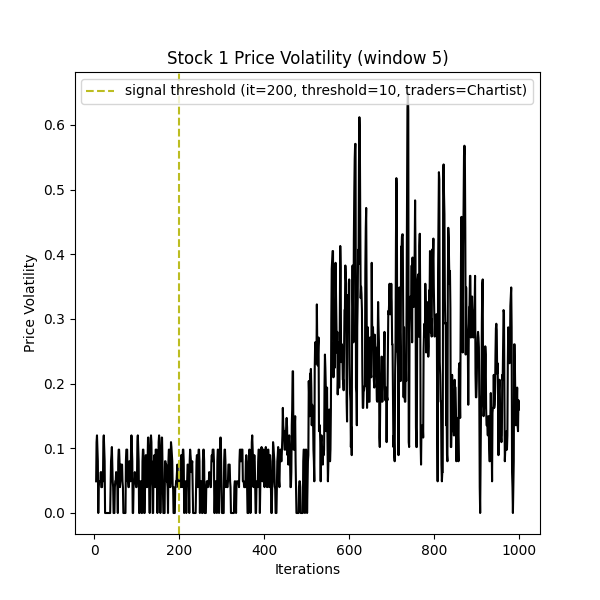 Stock 1 Price Volatility (window 5)
signal threshold (it=200, threshold=10, traders=Chartist)
Price Volatility
0.6
0.5
0.4
0.3
0.2
0.1
0.0
0 200 400 600 800 1000
Iterations